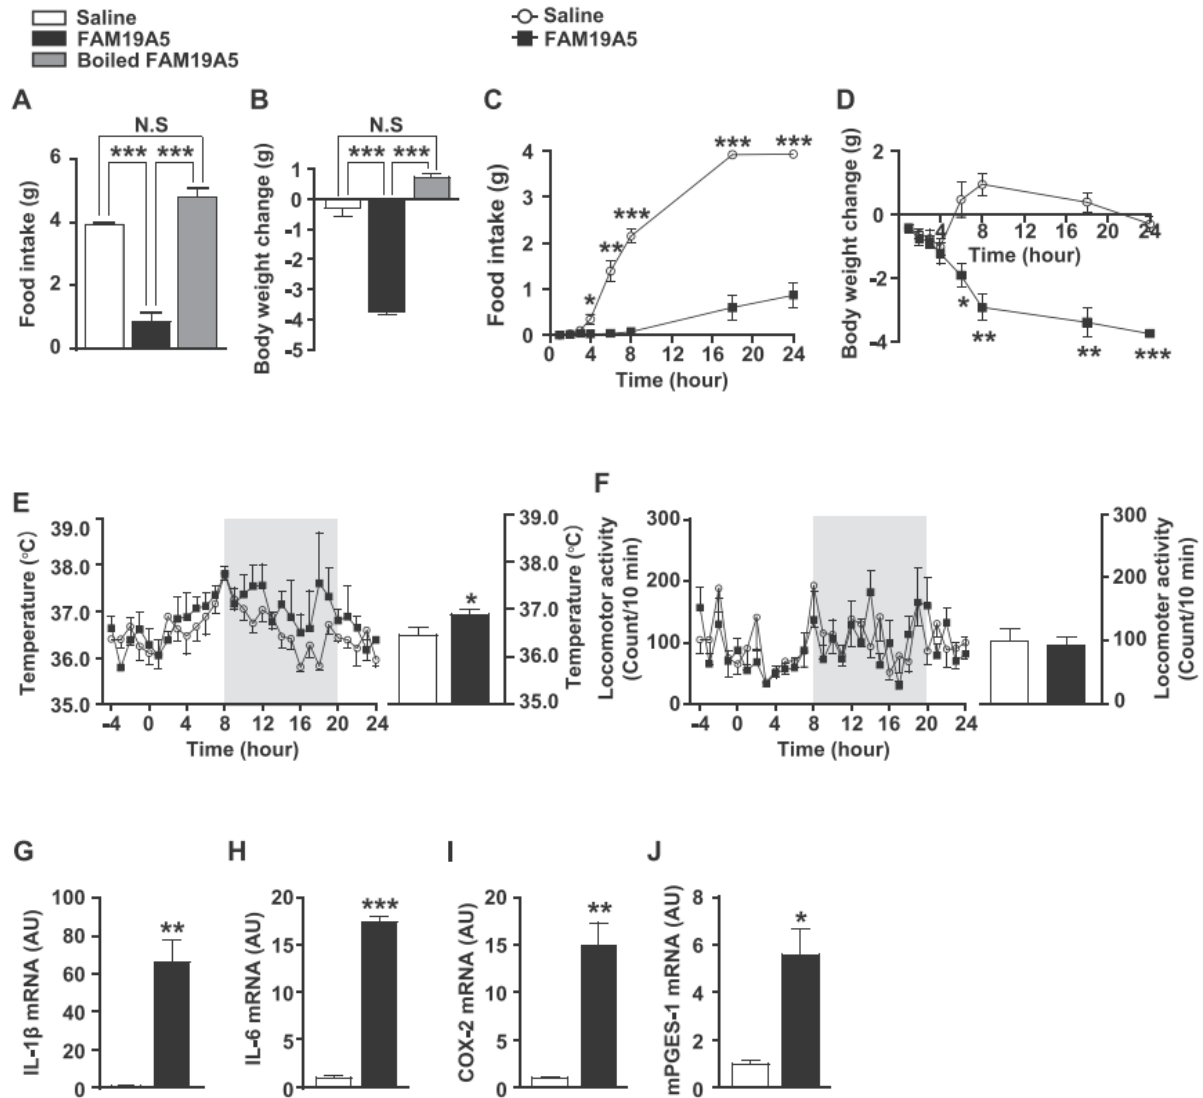 Saline
FAM19A5
Boiled FAM19A5
Saline
FAM19A5
A
N.S
*** ***
Food intake (g)
6
4
2
0
B
N.S
*** ***
Body weight change (g)
1
0
-1
-2
-3
-4
-5
C
Food intake (g)
4
3
2
1
0
* ** *** *** ***
0 4 8 12 16 20 24
Time (hour)
D
Body weight change (g)
2
0
-2
-4
4 8 12 16 20 24
Time (hour)
* ** ** ***
E
Temperature (°C)
39.0
38.0
37.0
36.0
35.0
-4 0 4 8 12 16 20 24
Time (hour)
*
39.0
38.0
37.0
36.0
35.0
Temperature (°C)
F
Locomotor activity
(Count/10 min)
300
200
100
0
-4 0 4 8 12 16 20 24
Time (hour)
300
200
100
0
Locomoter activity
(Count/10 min)
G
IL-1β mRNA (AU)
100
80
60
40
20
0
**
H
IL-6 mRNA (AU)
20
15
10
5
0
***
I
COX-2 mRNA (AU)
20
15
10
5
0
**
J
mPGES-1 mRNA (AU)
8
6
4
2
0
*